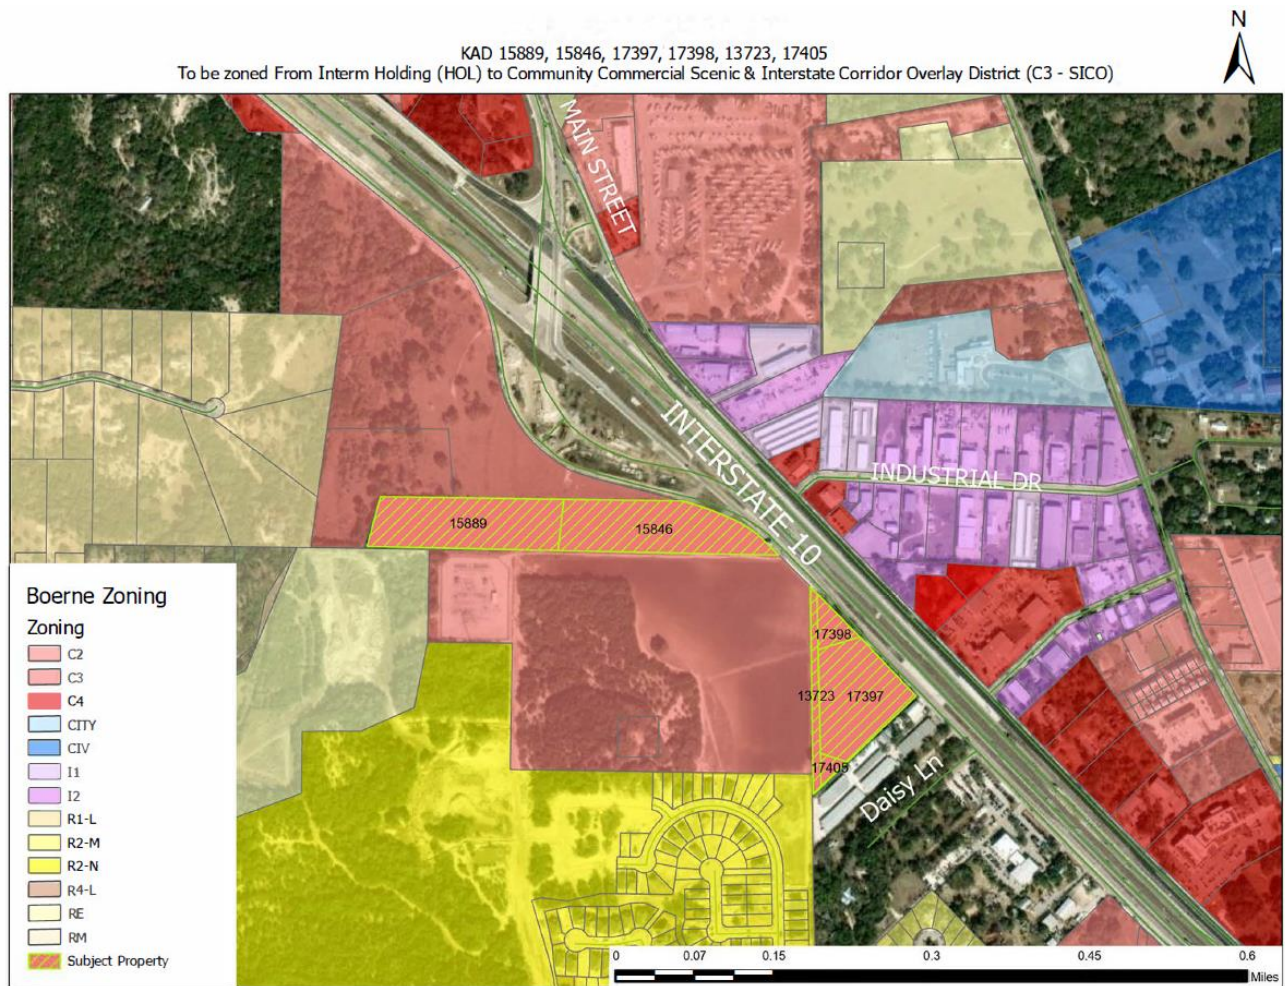 KAD 15889, 15846, 17397, 17398, 13723, 17405
To be zoned From Interm Holding (HOL) to Community Commercial Scenic & Interstate Corridor Overlay District (C3 - SICO)
N
MAIN STREET
INTERSTATE 10
INDUSTRIAL DR
15889
15846
17398
13723
17397
17405
Daisy Ln
Boerne Zoning
Zoning
C2
C3
C4
CITY
CIV
I1
I2
R1-L
R2-M
R2-N
R4-L
RE
RM
Subject Property
0 0.07 0.15 0.3 0.45 0.6
Miles